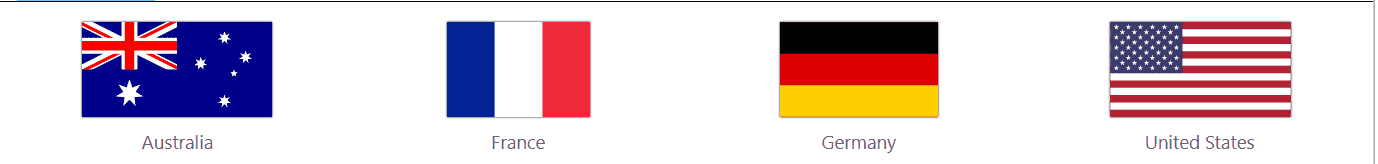 Australia
France
Germany
United States